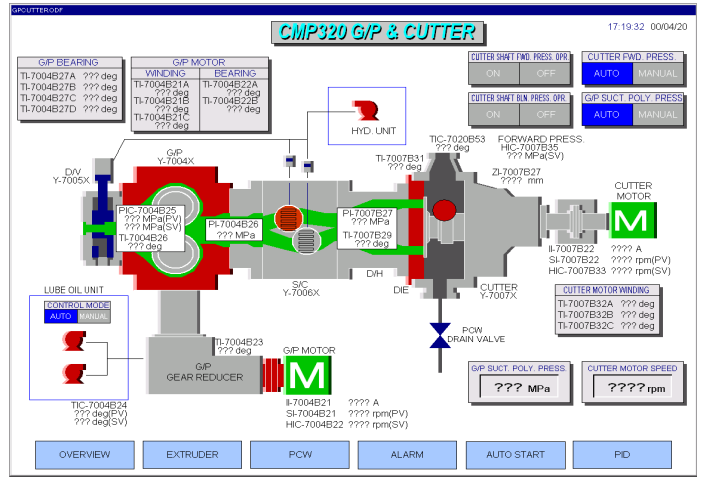 GPCUTTER.ODF
CMP320 G/P & CUTTER
17:19:32 00/04/20
G/P BEARING
TI-7004B27A ??? deg
TI-7004B27B ??? deg
TI-7004B27C ??? deg
TI-7004B27D ??? deg
G/P MOTOR
WINDING BEARING
TI-7004B21A TI-7004B22A
??? deg ??? deg
TI-7004B21B TI-7004B22B
??? deg ??? deg
TI-7004B21C
??? deg
CUTTER SHAFT FWD. PRESS. OPR.
ON OFF
CUTTER FWD. PRESS.
AUTO MANUAL
CUTTER SHAFT BLN. PRESS. OPR.
ON OFF
G/P SUCT. POLY. PRESS
AUTO MANUAL
HYD. UNIT
TIC-7020B53
??? deg
FORWARD PRESS.
HIC-7007B35
??? MPa(SV)
G/P
Y-7004X
D/V
Y-7005X
TI-7007B31
??? deg
ZI-7007B27
???? mm
CUTTER
MOTOR
M
PIC-7004B25
??? MPa(PV)
??? MPa(SV)
TI-7004B26
??? deg
PI-7004B26
??? MPa
PI-7007B27
??? MPa
TI-7007B29
??? deg
II-7007B22 ???? A
SI-7007B22 ???? rpm(PV)
HIC-7007B33 ???? rpm(SV)
D/H
S/C
Y-7006X
DIE
CUTTER
Y-7007X
LUBE OIL UNIT
CONTROL MODE
AUTO MANUAL
CUTTER MOTOR WINDING
TI-7007B32A ??? deg
TI-7007B32B ??? deg
TI-7007B32C ??? deg
PCW
DRAIN VALVE
TI-7004B23
??? deg
G/P
GEAR REDUCER
G/P MOTOR
M
G/P SUCT. POLY. PRESS.
??? MPa
CUTTER MOTOR SPEED
???? rpm
TIC-7004B24
??? deg(PV)
??? deg(SV)
II-7004B21 ???? A
SI-7004B21 ???? rpm(PV)
HIC-7004B22 ???? rpm(SV)
OVERVIEW EXTRUDER PCW ALARM AUTO START PID